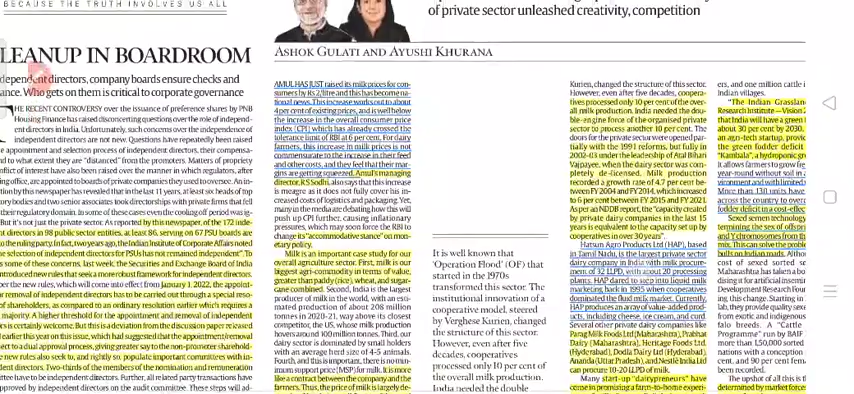 BECAUSE THE TRUTH INVOLVES US ALL
LEANUP IN BOARDROOM
dependent directors, company boards ensure checks and
ance. Who gets on them is critical to corporate governance
HE RECENT CONTROVERSY over the issuance of preference shares by PNB
Housing Finance has raised disconcerting questions over the role of independ-
ent directors in India. Unfortunately, such concerns over the independence of
independent directors are not new. Questions have repeatedly been raised
e appointment and selection process of independent directors, their compensa-
nd to what extent they are "distanced" from the promoters. Matters of propriety
nflict of interest have also been raised over the manner in which regulators, after
ing office, are appointed to boards of private companies they used to oversee. An in-
tion by this newspaper has revealed that in the last 11 years, at least six heads of top
ory bodies and two senior associates took directorships with private firms that fell
their regulatory domain. In some of these cases even the cooling off period was ig-
But it's not just the private sector. As reported by this newspaper, of the 172 inde-
nt directors in 98 public sector entities, at least 86, serving on 67 PSU boards are
to the ruling party. In fact, two years ago, the Indian Institute of Corporate Affairs noted
he selection of independent directors for PSUs has not remained independent". To
s some of these concerns, last week, the Securities and Exchange Board of India
ntroduced new rules that seek a more robust framework for independent directors.
per the new rules, which will come into effect from January 1, 2022, the appoint-
or removal of independent directors has to be carried out through a special reso-
of shareholders, as compared to an ordinary resolution earlier which requires a
majority. A higher threshold for the appointment and removal of independent
rs is certainly welcome. But this is a deviation from the discussion paper released
l earlier this year on this issue, which had suggested that the appointment/removal
ject to a dual approval process, giving greater say to the non-promoter sharehold-
e new rules also seek to, and rightly so, populate important committees with in-
dent directors. Two-thirds of the members of the nomination and remuneration
ttee have to be independent directors. Further, all related party transactions have
approved by independent directors on the audit committee. These steps will ad-
of private sector unleashed creativity, competition
ASHOK GULATI AND AYUSHI KHURANA
AMUL HAS JUST raised its milk prices for con-
sumers by Rs 2/litre and this has become na-
tional news. This increase works out to about
4 per cent of existing prices, and is well below
the increase in the overall consumer price
index (CPI) which has already crossed the
tolerance limit of RBI at 6 per cent. For dairy
farmers, this increase in milk prices is not
commensurate to the increase in their feed
and other costs, and they feel that their mar-
gins are getting squeezed. Amul's managing
director, RS Sodhi, also says that this increase
is meagre as it does not fully cover his in-
creased costs of logistics and packaging. Yet,
many in the media are debating how this will
push up CPI further, causing inflationary
pressures, which may soon force the RBI to
change its "accommodative stance" on mon-
etary policy.
Milk is an important case study for our
overall agriculture sector. First, milk is our
biggest agri-commodity in terms of value,
greater than paddy (rice), wheat, and sugar-
cane combined. Second, India is the largest
producer of milk in the world, with an esti-
mated production of about 208 million
tonnes in 2020-21, way above its closest
competitor, the US, whose milk production
hovers around 100 million tonnes. Third, our
dairy sector is dominated by small holders
with an average herd size of 4-5 animals.
Fourth, and this is important, there is no min-
imum support price (MSP) for milk. It is more
like a contract between the company and the
farmers. Thus, the price of milk is largely de-
It is well known that
'Operation Flood' (OF) that
started in the 1970s
transformed this sector. The
institutional innovation of a
cooperative model, steered
by Verghese Kurien, changed
the structure of this sector.
However, even after five
decades, cooperatives
processed only 10 per cent of
the overall milk production.
India needed the double
Kurien, changed the structure of this sector.
However, even after five decades, coopera-
tives processed only 10 per cent of the over-
all milk production. India needed the dou-
ble-engine force of the organised private
sector to process another 10 per cent. The
doors for the private sector were opened par-
tially with the 1991 reforms, but fully in
2002-03 under the leadership of Atal Bihari
Vajpayee, when the dairy sector was com-
pletely de-licensed. Milk production
recorded a growth rate of 4.7 per cent be-
tween FY 2004 and FY 2014, which increased
to 6 per cent between FY 2015 and FY 2021.
As per an NDDB report, the "capacity created
by private dairy companies in the last 15
years is equivalent to the capacity set up by
cooperatives in over 30 years".
Hatsun Agro Products Ltd (HAP), based
in Tamil Nadu, is the largest private sector
dairy company in India with milk procure-
ment of 32 LLPD, with about 20 processing
plants. HAP dared to step into liquid milk
marketing back in 1995 when cooperatives
dominated the fluid milk market. Currently,
HAP produces an array of value-added prod-
ucts, including cheese, ice cream, and curd.
Several other private dairy companies like
Parag Milk Foods Ltd (Maharashtra), Prabhat
Dairy (Maharashtra), Heritage Foods Ltd.
(Hyderabad), Dodla Dairy Ltd (Hyderabad),
Ananda (Uttar Pradesh), and Nestlé India Ltd
can procure 10-20 LLPD of milk.
Many start-up "dairypreneurs" have
come in promising a farm-to-home experi-
ers, and one million cattle i
Indian villages.
"The Indian Grasslan
Research Institute — Vision 2
that India will have a green f
about 30 per cent by 2030.
an agri-tech startup, provid
the green fodder deficit
"Kambala", a hydroponic gr
It allows farmers to grow fre
year-round without soil in a
vironment and with limited
More than 130 units have
across the country to overc
fodder deficit in a cost-effec
Sexed semen technology
termining the sex of offspri
and Y chromosomes from th
mix. This can solve the proble
bulls on Indian roads. Althou
cost of sexed sorted se
Maharashtra has taken a bo
dising it for artificial insemi
Development Research Foun
ing this change. Starting in
lab, they provide quality sexe
from exotic and indigenous
falo breeds. A "Cattle
Programme" run by BAIF
more than 1,50,000 sorted
nations with a conception
cent, and 90 per cent fem
been recorded.
The upshot of all this is th
determined by market forces